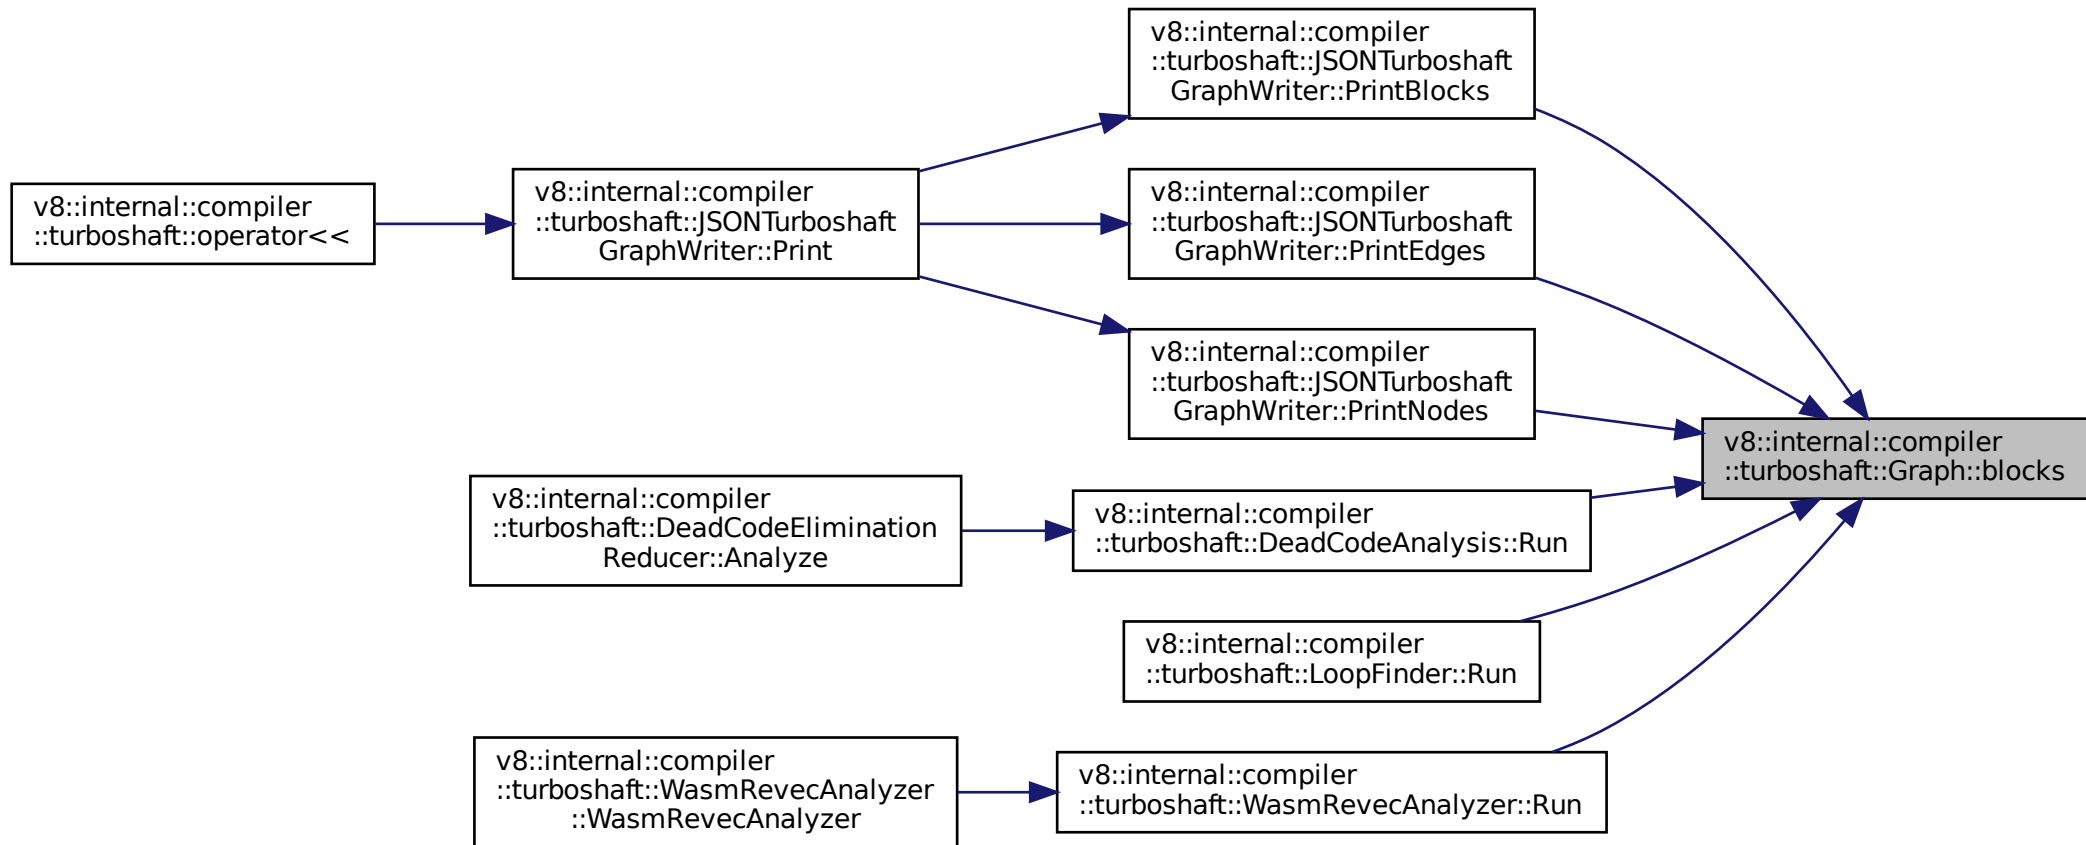 v8::internal::compiler
::turboshaft::operator<<
v8::internal::compiler
::turboshaft::JSONTurboshaft
GraphWriter::Print
v8::internal::compiler
::turboshaft::JSONTurboshaft
GraphWriter::PrintBlocks
v8::internal::compiler
::turboshaft::JSONTurboshaft
GraphWriter::PrintEdges
v8::internal::compiler
::turboshaft::JSONTurboshaft
GraphWriter::PrintNodes
v8::internal::compiler
::turboshaft::Graph::blocks
v8::internal::compiler
::turboshaft::DeadCodeElimination
Reducer::Analyze
v8::internal::compiler
::turboshaft::DeadCodeAnalysis::Run
v8::internal::compiler
::turboshaft::LoopFinder::Run
v8::internal::compiler
::turboshaft::WasmRevecAnalyzer
::WasmRevecAnalyzer
v8::internal::compiler
::turboshaft::WasmRevecAnalyzer::Run